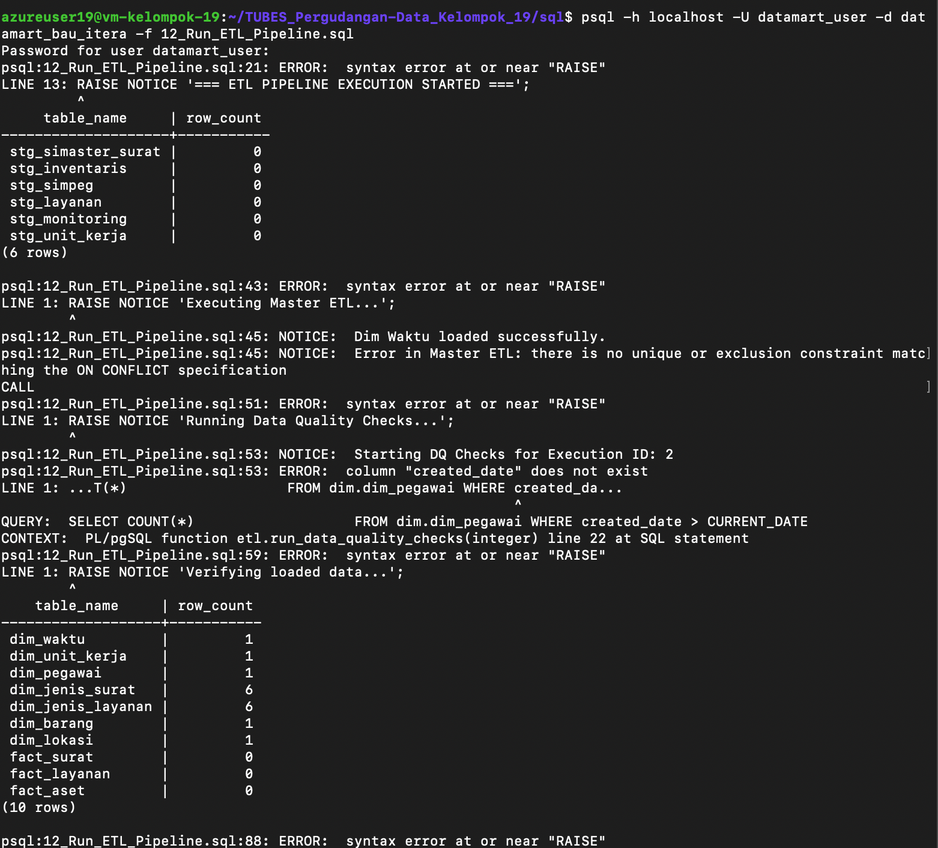 azureuser19@vm-kelompok-19:~/TUBES_Pergudangan-Data_Kelompok_19/sql$ psql -h localhost -U datamart_user -d dat
amart_bau_itera -f 12_Run_ETL_Pipeline.sql
Password for user datamart_user:
psql:12_Run_ETL_Pipeline.sql:21: ERROR:  syntax error at or near "RAISE"
LINE 13: RAISE NOTICE '=== ETL PIPELINE EXECUTION STARTED ===';
         ^
     table_name     | row_count
--------------------+-----------
 stg_simaster_surat |         0
 stg_inventaris     |         0
 stg_simpeg         |         0
 stg_layanan        |         0
 stg_monitoring     |         0
 stg_unit_kerja     |         0
(6 rows)

psql:12_Run_ETL_Pipeline.sql:43: ERROR:  syntax error at or near "RAISE"
LINE 1: RAISE NOTICE 'Executing Master ETL...';
        ^
psql:12_Run_ETL_Pipeline.sql:45: NOTICE:  Dim Waktu loaded successfully.
psql:12_Run_ETL_Pipeline.sql:45: NOTICE:  Error in Master ETL: there is no unique or exclusion constraint matc]
hing the ON CONFLICT specification
CALL                                                                                                          ]
psql:12_Run_ETL_Pipeline.sql:51: ERROR:  syntax error at or near "RAISE"
LINE 1: RAISE NOTICE 'Running Data Quality Checks...';
        ^
psql:12_Run_ETL_Pipeline.sql:53: NOTICE:  Starting DQ Checks for Execution ID: 2
psql:12_Run_ETL_Pipeline.sql:53: ERROR:  column "created_date" does not exist
LINE 1: ...T(*)                   FROM dim.dim_pegawai WHERE created_da...
                                                             ^
QUERY:  SELECT COUNT(*)                   FROM dim.dim_pegawai WHERE created_date > CURRENT_DATE
CONTEXT:  PL/pgSQL function etl.run_data_quality_checks(integer) line 22 at SQL statement
psql:12_Run_ETL_Pipeline.sql:59: ERROR:  syntax error at or near "RAISE"
LINE 1: RAISE NOTICE 'Verifying loaded data...';
        ^
    table_name     | row_count
-------------------+-----------
 dim_waktu         |         1
 dim_unit_kerja    |         1
 dim_pegawai       |         1
 dim_jenis_surat   |         6
 dim_jenis_layanan |         6
 dim_barang        |         1
 dim_lokasi        |         1
 fact_surat        |         0
 fact_layanan      |         0
 fact_aset         |         0
(10 rows)

psql:12_Run_ETL_Pipeline.sql:88: ERROR:  syntax error at or near "RAISE"